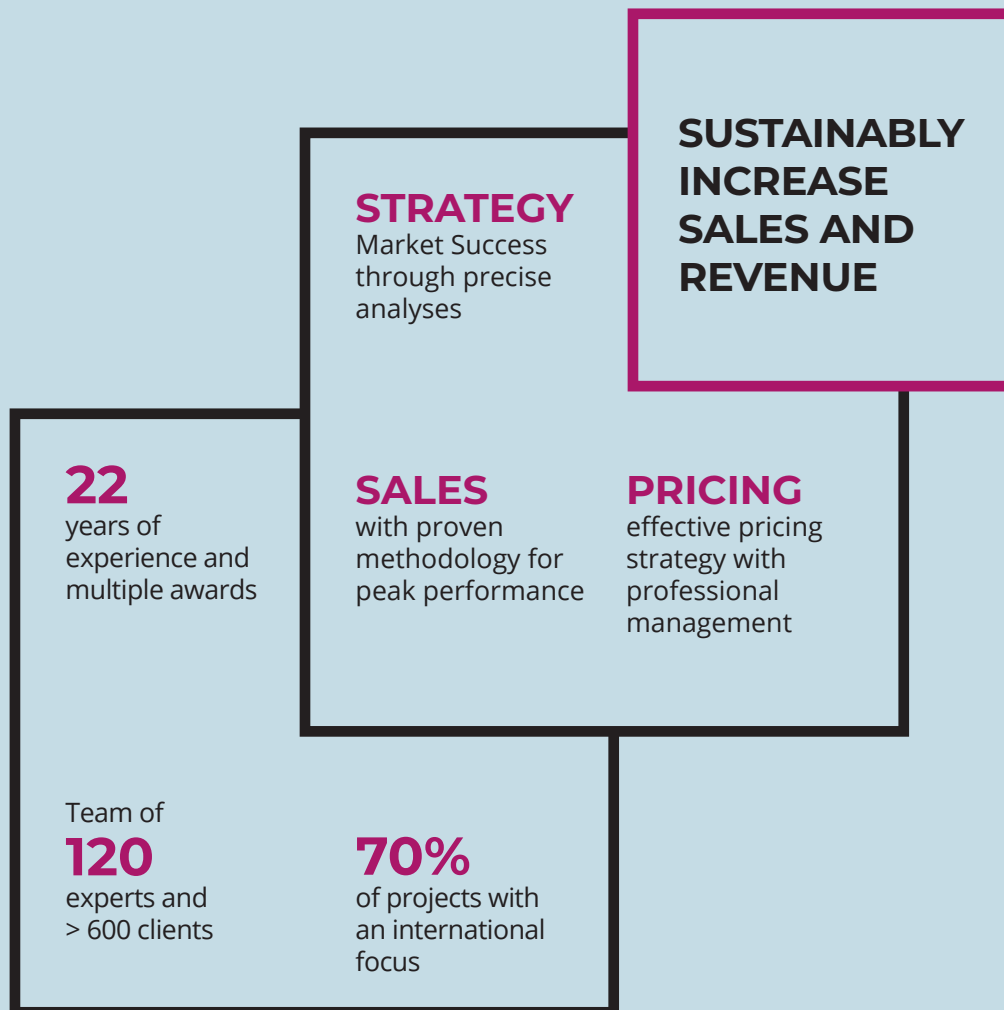 SUSTAINABLY
INCREASE
SALES AND
REVENUE
STRATEGY
Market Success
through precise
analyses
22
years of
experience and
multiple awards
SALES
with proven
methodology for
peak performance
PRICING
effective pricing
strategy with
professional
management
Team of
120
experts and
> 600 clients
70%
of projects with
an international
focus